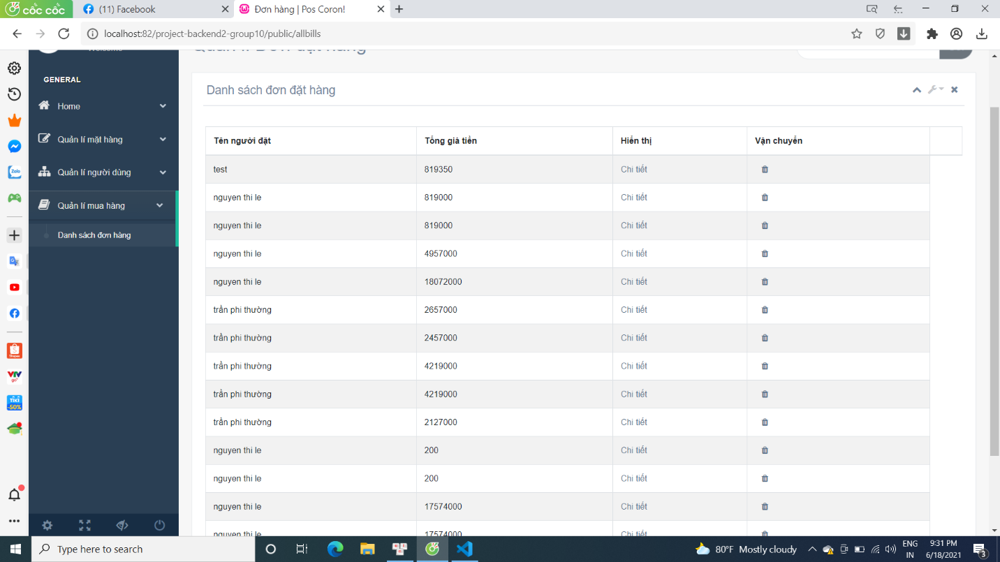 cốc cốc
(11) Facebook
Đơn hàng | Pos Coron!
localhost:82/project-backend2-group10/public/allbills
GENERAL
Home
Quản lí mặt hàng
Quản lí người dùng
Quản lí mua hàng
Danh sách đơn hàng
Danh sách đơn đặt hàng
Tên người đặt Tổng giá tiền Hiển thị Vận chuyển
test 819350 Chi tiết
nguyen thi le 819000 Chi tiết
nguyen thi le 819000 Chi tiết
nguyen thi le 4957000 Chi tiết
nguyen thi le 18072000 Chi tiết
trần phi thường 2657000 Chi tiết
trần phi thường 2457000 Chi tiết
trần phi thường 4219000 Chi tiết
trần phi thường 4219000 Chi tiết
trần phi thường 2127000 Chi tiết
nguyen thi le 200 Chi tiết
nguyen thi le 200 Chi tiết
nguyen thi le 17574000 Chi tiết
nguyen thi le 17574000 Chi tiết
Zalo
VTV
go
TIKI
-50%
Type here to search
80°F Mostly cloudy
ENG
IN
9:31 PM
6/18/2021
3